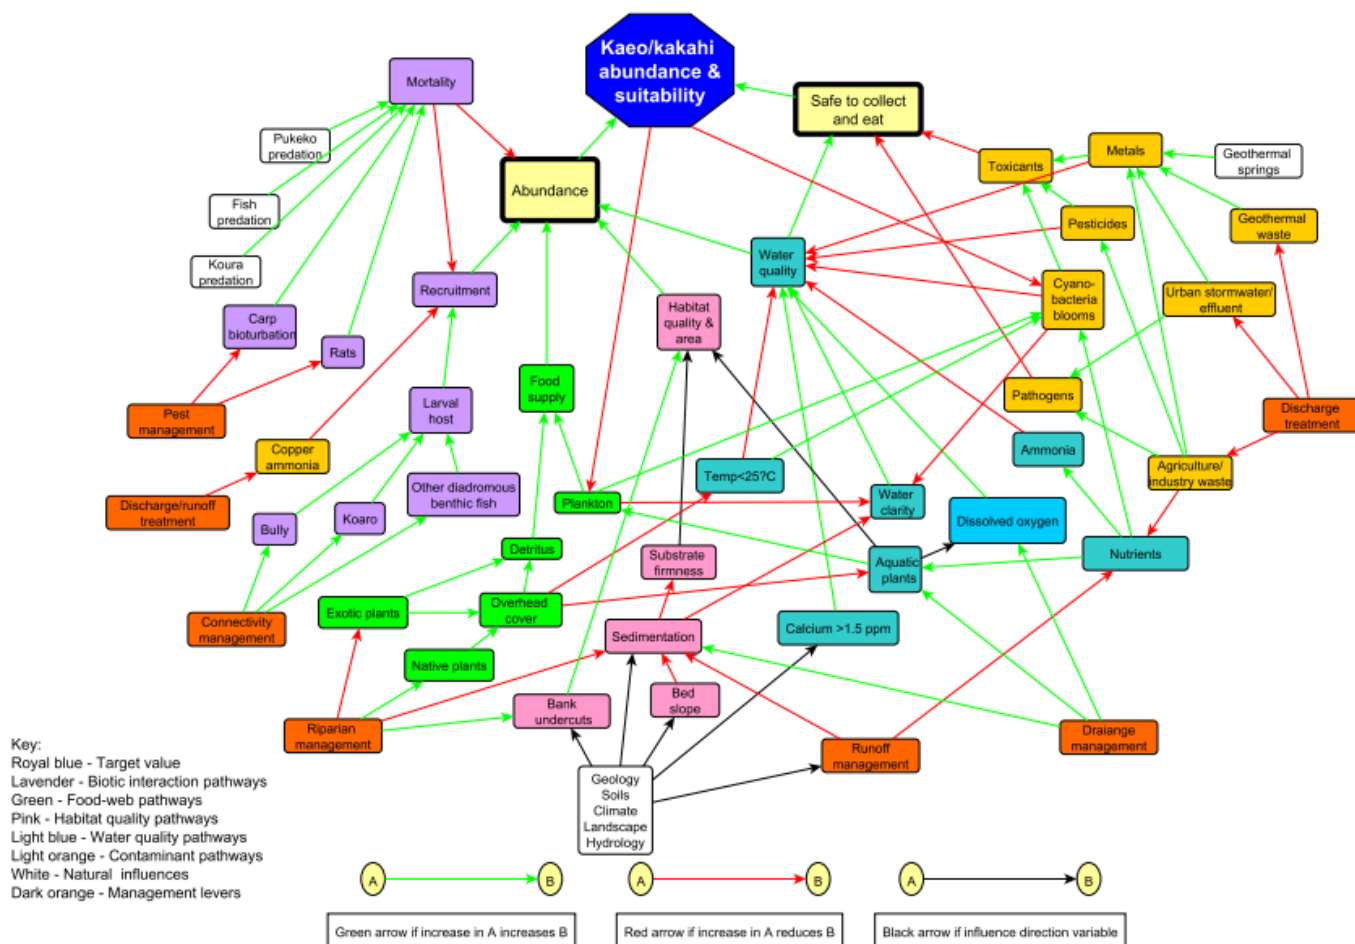 Kaeo/kakahi
abundance &
suitability
Mortality
Safe to collect
and eat
Pukeko
predation
Toxicants
Metals
Geothermal
springs
Abundance
Fish
predation
Pesticides
Geothermal
waste
Koura
predation
Water
quality
Recruitment
Cyano-
bacteria
blooms
Urban stormwater/
effluent
Carp
bioturbation
Habitat
quality &
area
Rats
Food
supply
Larval
host
Pathogens
Pest
management
Discharge
treatment
Copper
ammonia
Ammonia
Temp<25?C
Agriculture/
industry waste
Other diadromous
benthic fish
Plankton
Water
clarity
Discharge/runoff
treatment
Bully
Koaro
Dissolved oxygen
Detritus
Substrate
firmness
Aquatic
plants
Nutrients
Exotic plants
Overhead
cover
Connectivity
management
Sedimentation
Calcium >1.5 ppm
Native plants
Bank
undercuts
Bed
slope
Riparian
management
Runoff
management
Draiange
management
Geology
Soils
Climate
Landscape
Hydrology
Key:
Royal blue - Target value
Lavender - Biotic interaction pathways
Green - Food-web pathways
Pink - Habitat quality pathways
Light blue - Water quality pathways
Light orange - Contaminant pathways
White - Natural influences
Dark orange - Management levers
A B
A B
A B
Green arrow if increase in A increases B
Red arrow if increase in A reduces B
Black arrow if influence direction variable